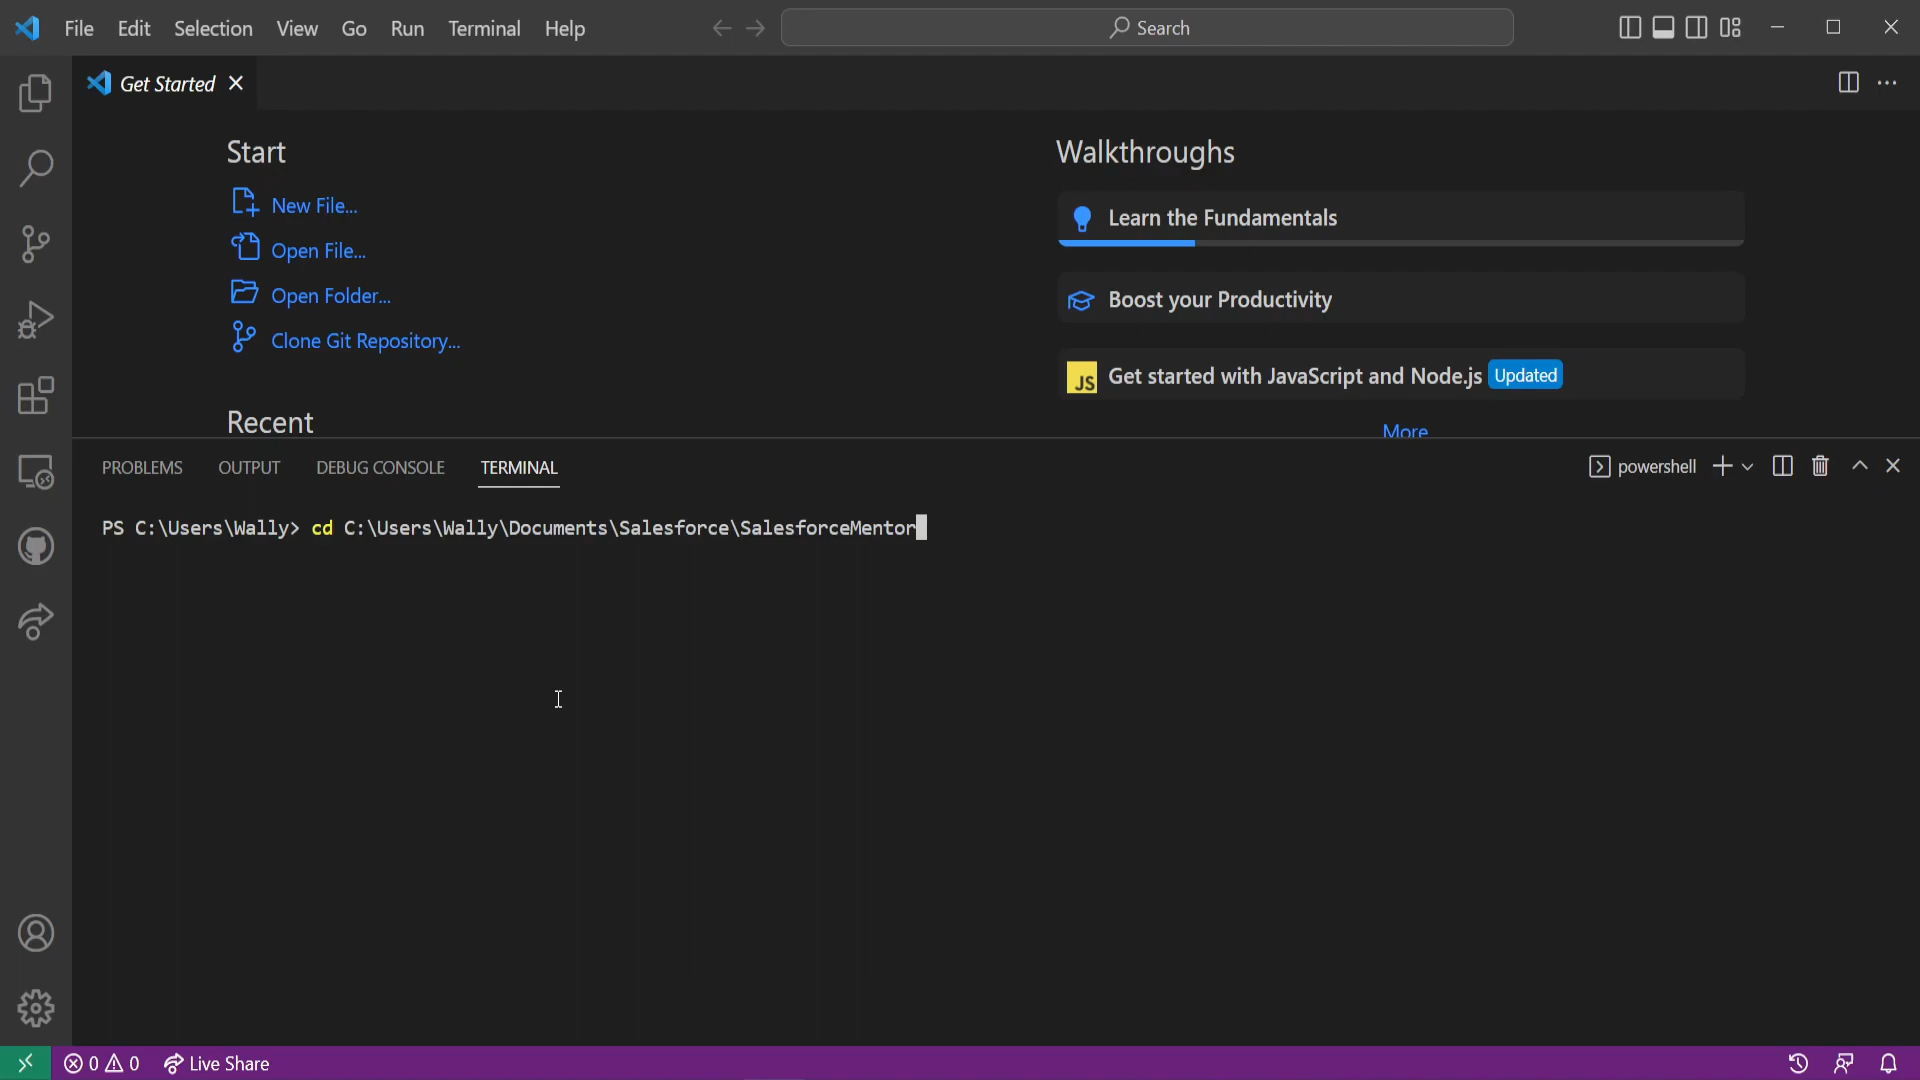 File Edit Selection View Go Run Terminal Help
Search
Get Started
Start
New File...
Open File...
Open Folder...
Clone Git Repository...
Recent
Walkthroughs
Learn the Fundamentals
Boost your Productivity
JS Get started with JavaScript and Node.js Updated
More
PROBLEMS OUTPUT DEBUG CONSOLE TERMINAL
powershell
PS C:\Users\Wally> cd C:\Users\Wally\Documents\Salesforce\SalesforceMentor
0 0 Live Share